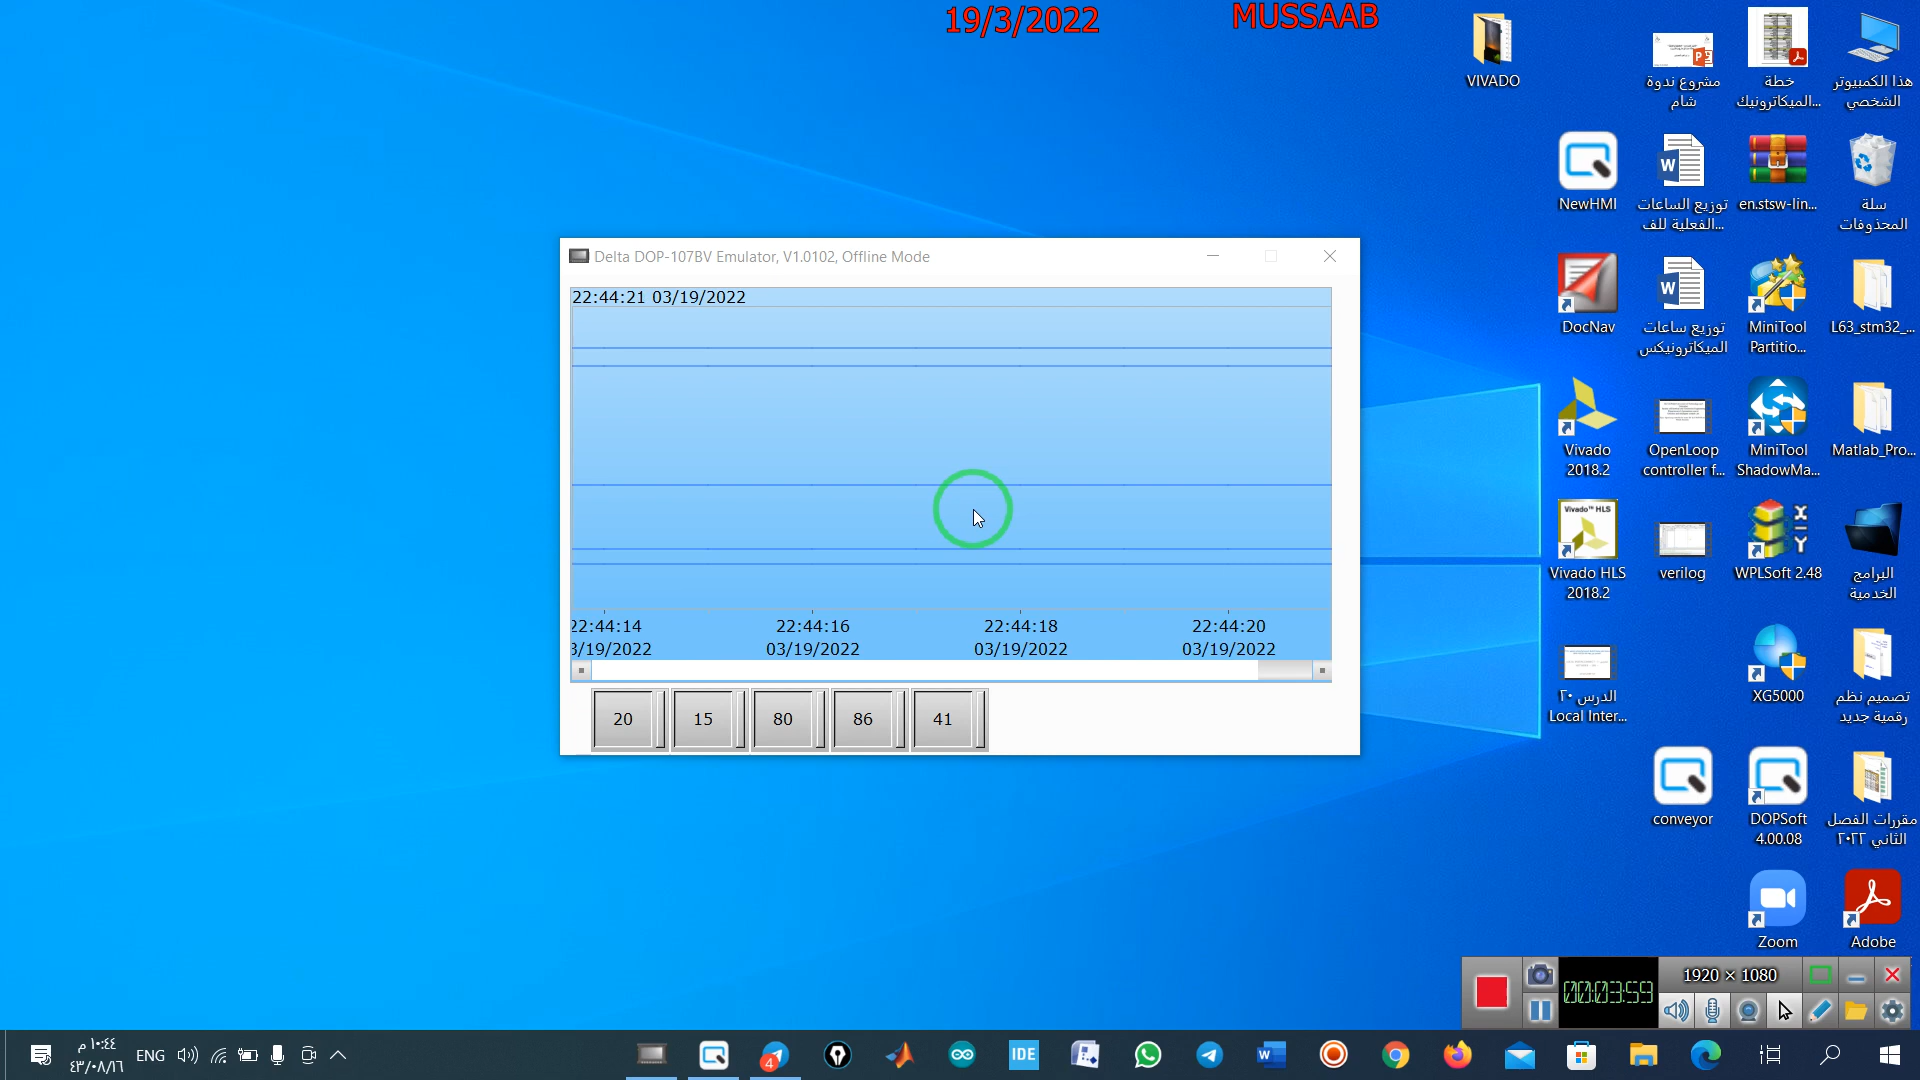 19/3/2022
MUSSAAB
VIVADO
مشروع ندوة
شام
خطة
الميكاترونيك...
هذا الكمبيوتر
الشخصي
NewHMI
توزيع الساعات
الفعلية للف...
en.stsw-lin...
سلة
المحذوفات
DocNav
توزيع ساعات
الميكاترونيكس
MiniTool
Partitio...
L63_stm32_...
Vivado
2018.2
OpenLoop
controller f...
MiniTool
ShadowMa...
Matlab_Pro...
Vivado™ HLS
Vivado HLS
2018.2
verilog
WPLSoft 2.48
البرامج
الخدمية
الدرس ٢٠
Local Inter...
XG5000
تصميم نظم
رقمية جديد
conveyor
DOPSoft
4.00.08
مقررات الفصل
الثاني ٢٠٢٢
Zoom
Adobe
Delta DOP-107BV Emulator, V1.0102, Offline Mode
22:44:21 03/19/2022
22:44:14 22:44:16 22:44:18 22:44:20
3/19/2022 03/19/2022 03/19/2022 03/19/2022
20 15 80 86 41
00:03:59
1920 × 1080
١٠:٤٤ م
٤٣/٠٨/١٦
ENG
4
IDE